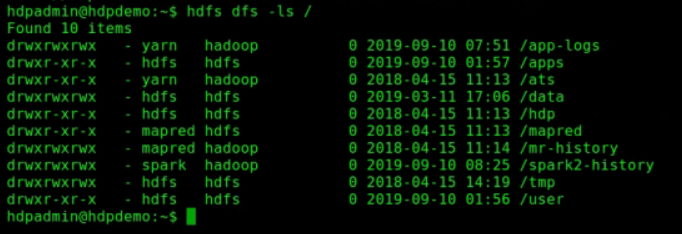 hdpadmin@hdpdemo:~$ hdfs dfs -ls /
Found 10 items
drwxrwxrwx   - yarn   hadoop          0 2019-09-10 07:51 /app-logs
drwxr-xr-x   - hdfs   hdfs            0 2019-09-10 01:57 /apps
drwxr-xr-x   - yarn   hadoop          0 2018-04-15 11:13 /ats
drwxrwxrwx   - hdfs   hdfs            0 2019-03-11 17:06 /data
drwxr-xr-x   - hdfs   hdfs            0 2018-04-15 11:13 /hdp
drwxr-xr-x   - mapred hdfs            0 2018-04-15 11:13 /mapred
drwxrwxrwx   - mapred hadoop          0 2018-04-15 11:14 /mr-history
drwxrwxrwx   - spark  hadoop          0 2019-09-10 08:25 /spark2-history
drwxrwxrwx   - hdfs   hdfs            0 2018-04-15 14:19 /tmp
drwxr-xr-x   - hdfs   hdfs            0 2019-09-10 01:56 /user
hdpadmin@hdpdemo:~$